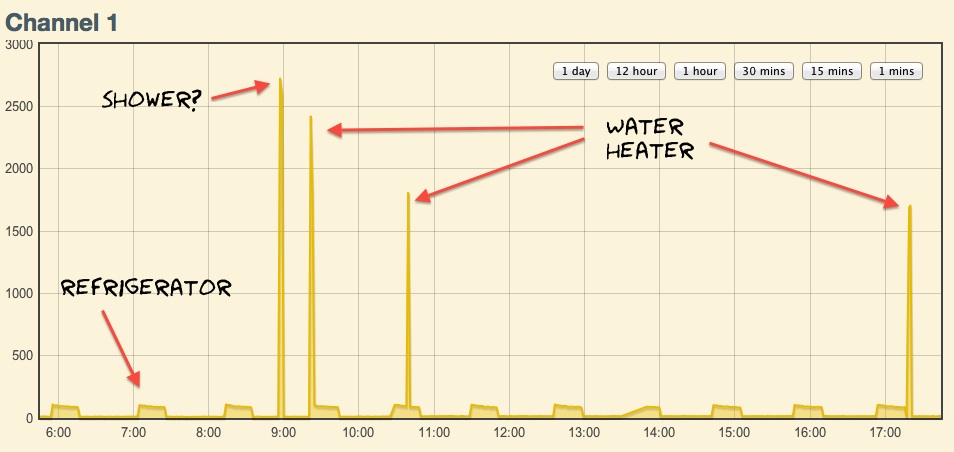 Channel 1
3000
1 day 12 hour 1 hour 30 mins 15 mins 1 mins
SHOWER?
2500
WATER
HEATER
2000
1500
REFRIGERATOR
1000
500
0
6:00 7:00 8:00 9:00 10:00 11:00 12:00 13:00 14:00 15:00 16:00 17:00